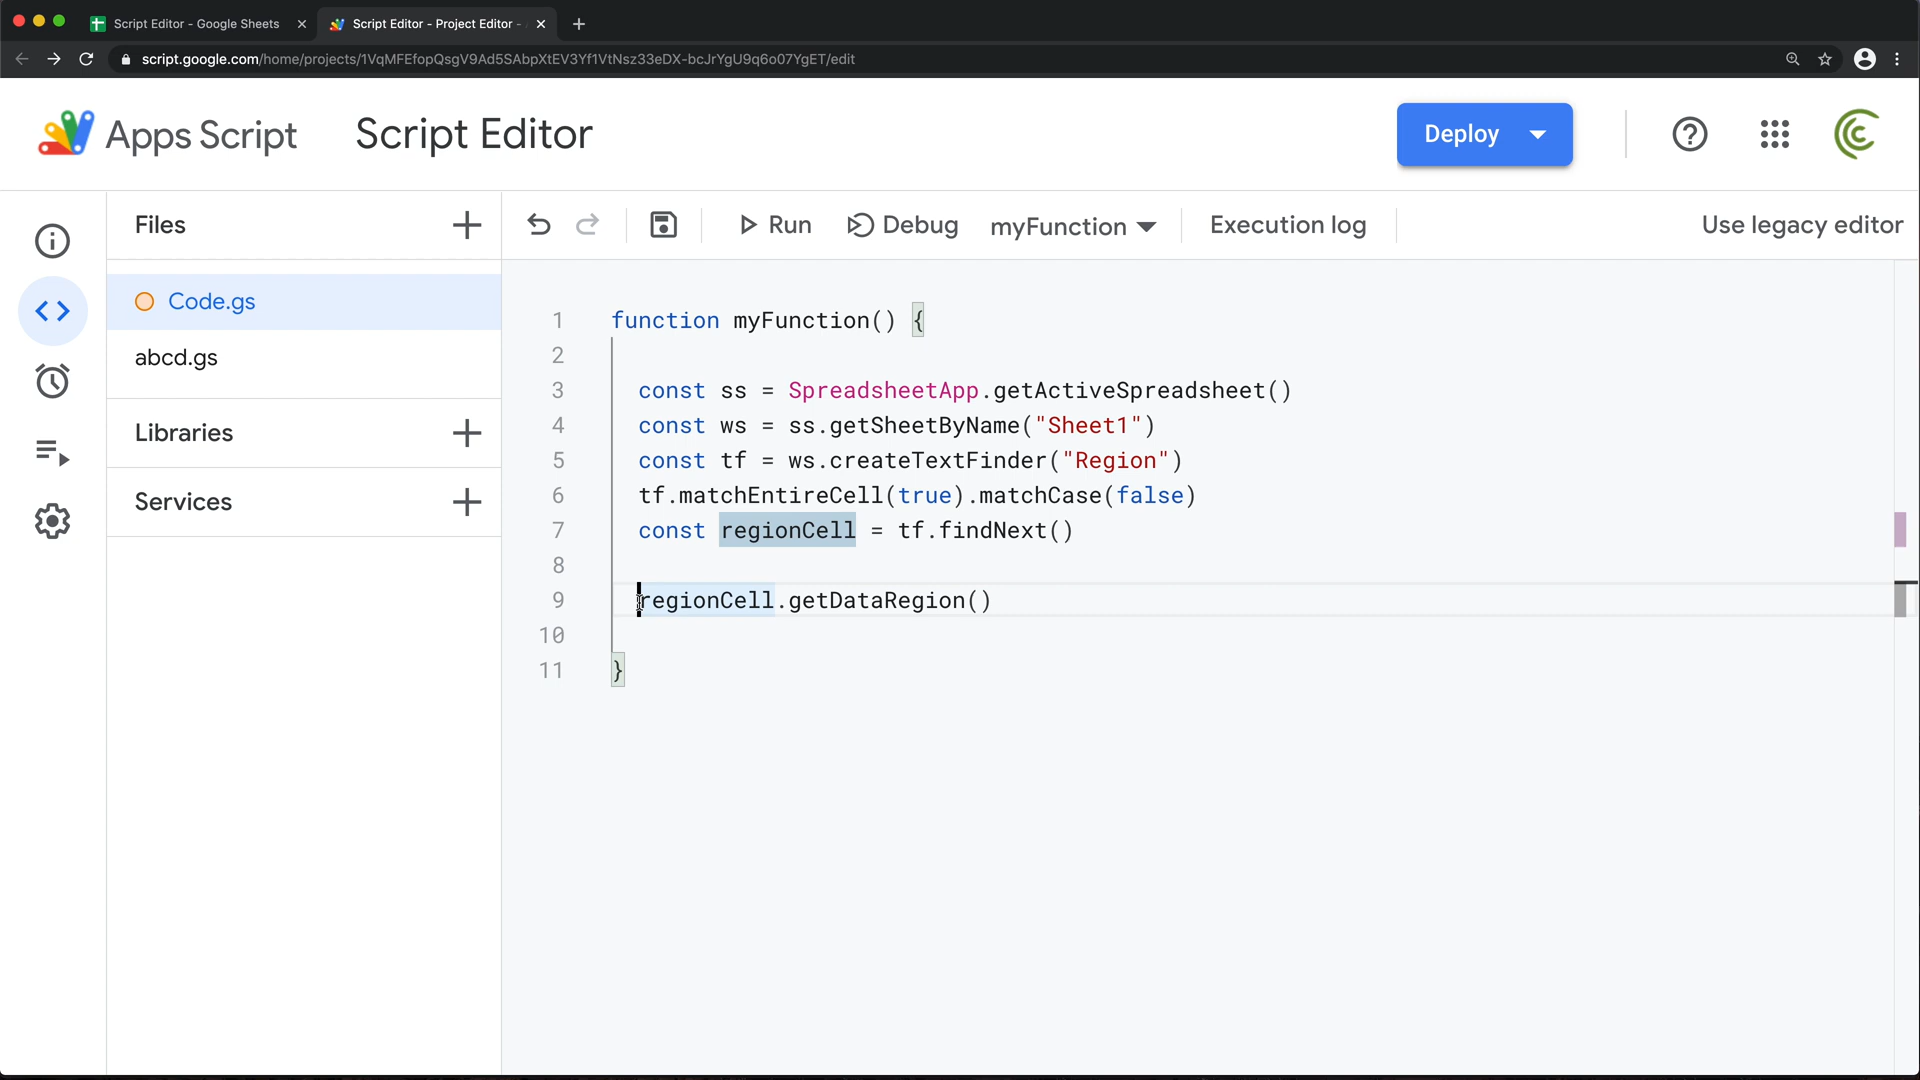 Script Editor - Google Sheets
Script Editor - Project Editor -
script.google.com/home/projects/1VqMFEfopQsgV9Ad5SAbpXtEV3Yf1VtNsz33eDX-bcJrYgU9q6o07YgET/edit
Apps Script
Script Editor
Deploy
Files
Run
Debug
myFunction
Execution log
Use legacy editor
Code.gs
abcd.gs
Libraries
Services
1 function myFunction() {
2
3 const ss = SpreadsheetApp.getActiveSpreadsheet()
4 const ws = ss.getSheetByName("Sheet1")
5 const tf = ws.createTextFinder("Region")
6 tf.matchEntireCell(true).matchCase(false)
7 const regionCell = tf.findNext()
8
9 regionCell.getDataRegion()
10
11 }